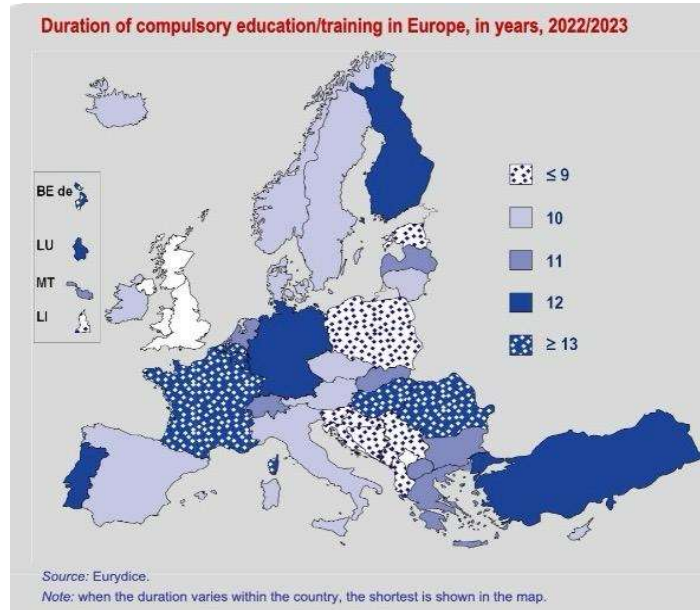 Duration of compulsory education/training in Europe, in years, 2022/2023
BE de
LU
MT
LI
≤ 9
10
11
12
≥ 13
Source: Eurydice.
Note: when the duration varies within the country, the shortest is shown in the map.